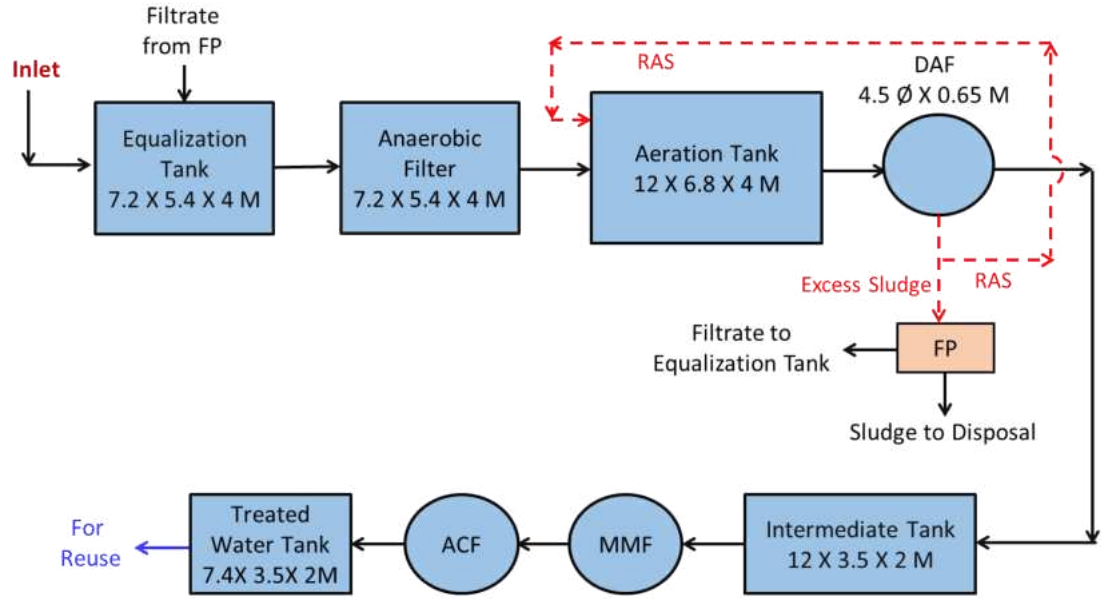 Filtrate
from FP
Inlet
Equalization
Tank
7.2 X 5.4 X 4 M
Anaerobic
Filter
7.2 X 5.4 X 4 M
RAS
Aeration Tank
12 X 6.8 X 4 M
DAF
4.5 Ø X 0.65 M
Excess Sludge
RAS
FP
Filtrate to
Equalization Tank
Sludge to Disposal
For
Reuse
Treated
Water Tank
7.4X 3.5X 2M
ACF
MMF
Intermediate Tank
12 X 3.5 X 2 M